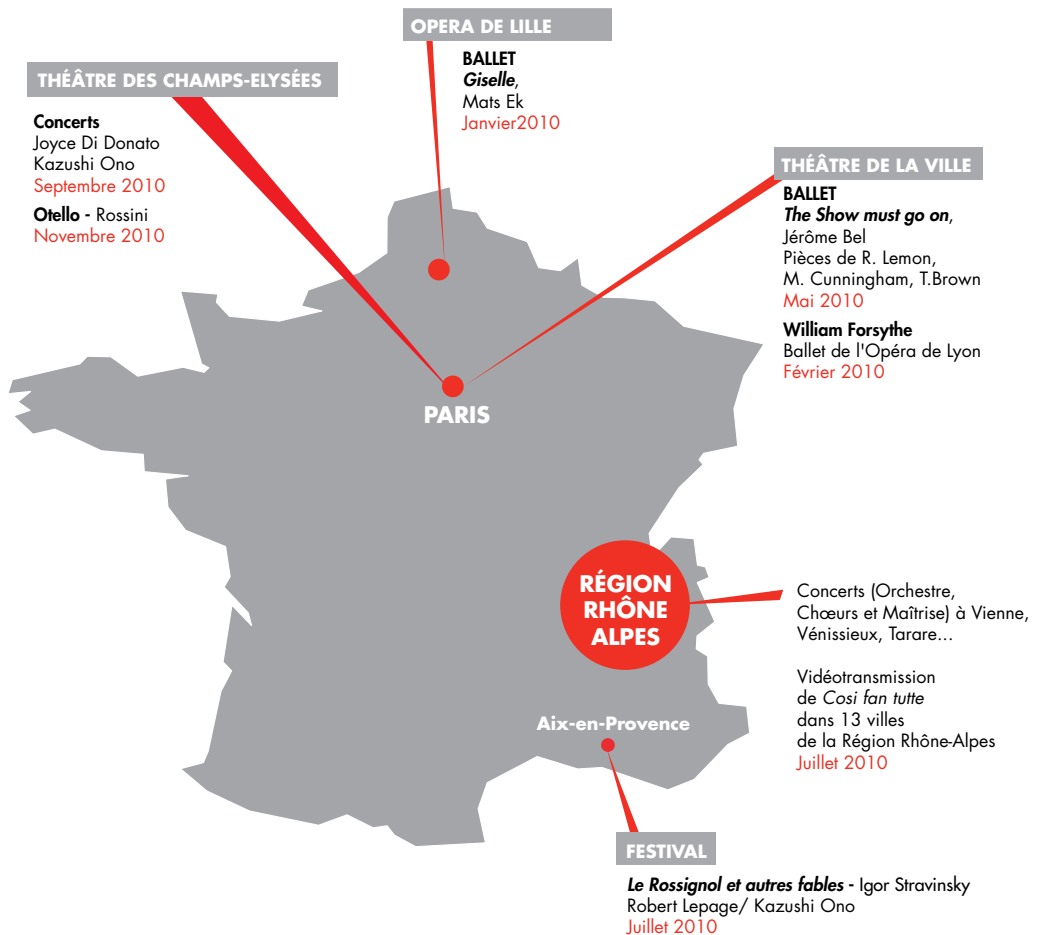 OPERA DE LILLE
BALLET
Giselle,
Mats Ek
Janvier2010
THÉÂTRE DES CHAMPS-ELYSÉES
Concerts
Joyce Di Donato
Kazushi Ono
Septembre 2010
Otello - Rossini
Novembre 2010
THÉÂTRE DE LA VILLE
BALLET
The Show must go on,
Jérôme Bel
Pièces de R. Lemon,
M. Cunningham, T.Brown
Mai 2010
William Forsythe
Ballet de l'Opéra de Lyon
Février 2010
PARIS
RÉGION
RHÔNE
ALPES
Concerts (Orchestre,
Chœurs et Maîtrise) à Vienne,
Vénissieux, Tarare...
Vidéotransmission
de Cosi fan tutte
dans 13 villes
de la Région Rhône-Alpes
Juillet 2010
Aix-en-Provence
FESTIVAL
Le Rossignol et autres fables - Igor Stravinsky
Robert Lepage/ Kazushi Ono
Juillet 2010